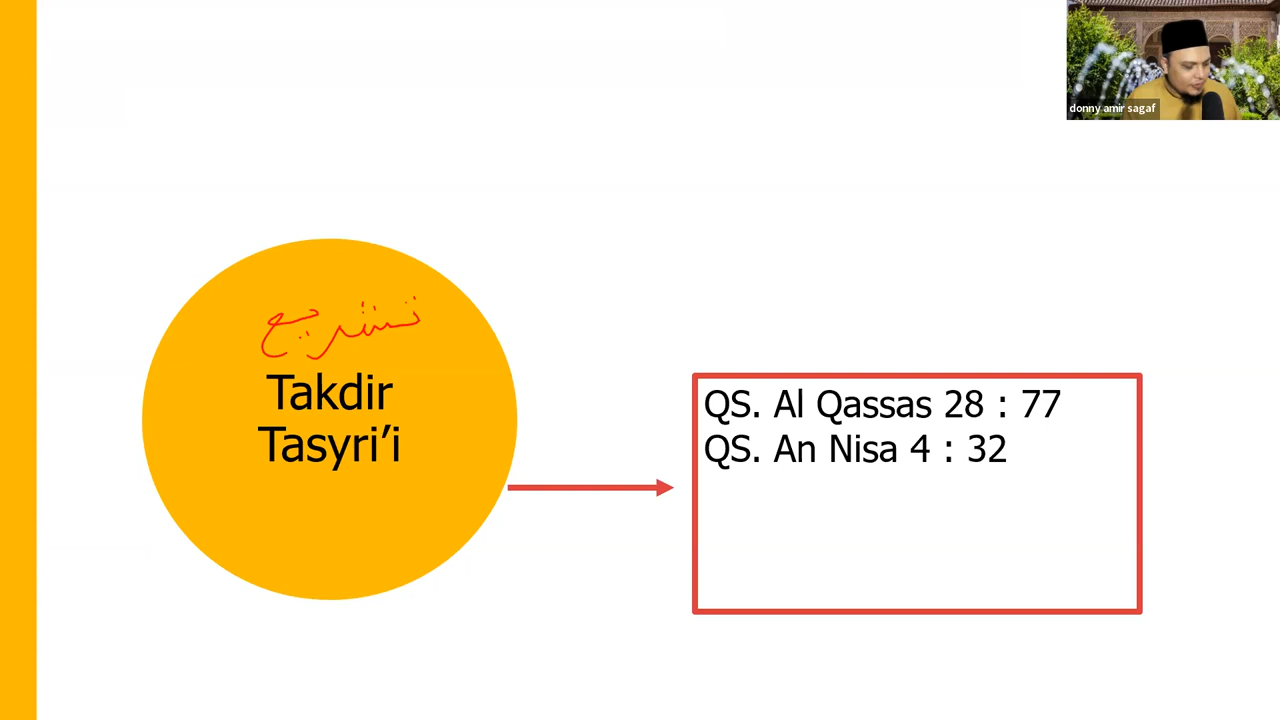 donny amir sagaf
تشريع
Takdir
Tasyri’i
QS. Al Qassas 28 : 77
QS. An Nisa 4 : 32